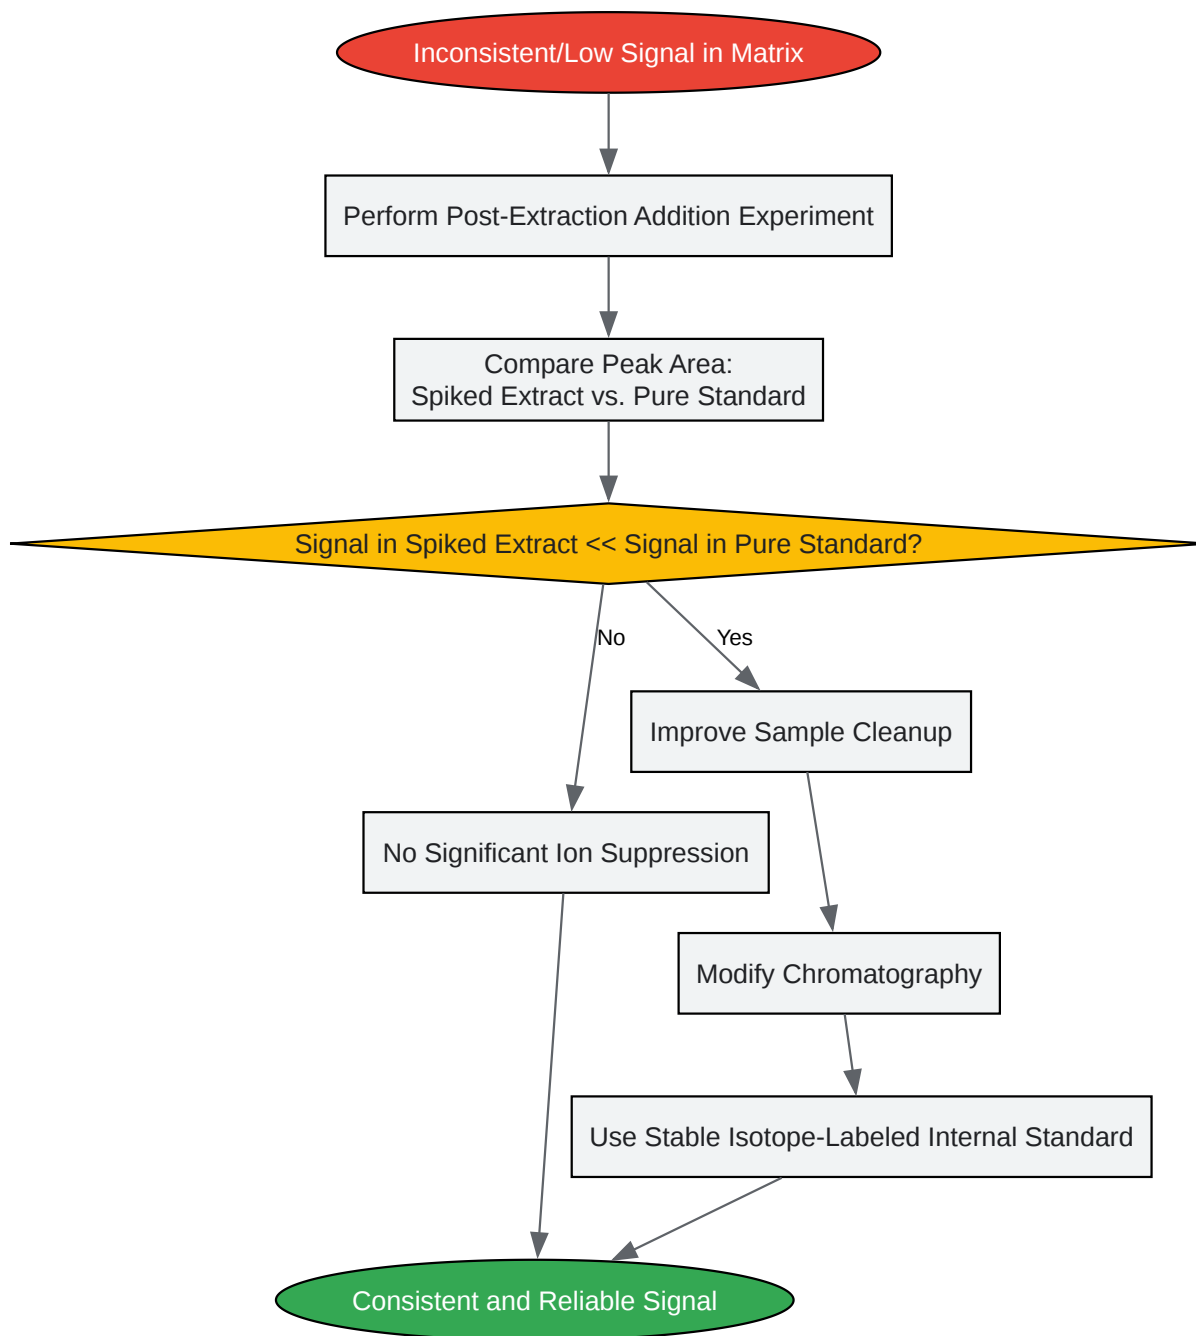 Inconsistent/Low Signal in Matrix
Perform Post-Extraction Addition Experiment
Compare Peak Area:
Spiked Extract vs. Pure Standard
Signal in Spiked Extract << Signal in Pure Standard?
No
Yes
Improve Sample Cleanup
No Significant Ion Suppression
Modify Chromatography
Use Stable Isotope-Labeled Internal Standard
Consistent and Reliable Signal